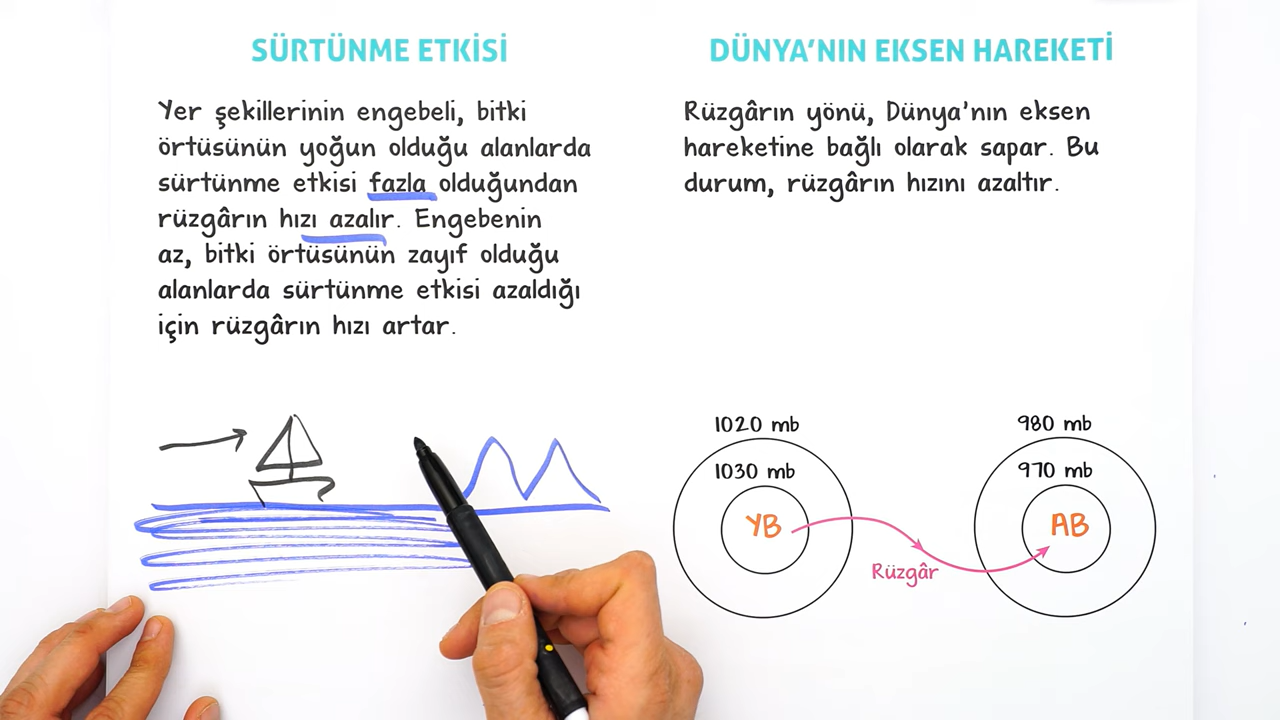 SÜRTÜNME ETKİSİ
Yer şekillerinin engebeli, bitki
örtüsünün yoğun olduğu alanlarda
sürtünme etkisi fazla olduğundan
rüzgârın hızı azalır. Engebenin
az, bitki örtüsünün zayıf olduğu
alanlarda sürtünme etkisi azaldığı
için rüzgârın hızı artar.
DÜNYA'NIN EKSEN HAREKETİ
Rüzgârın yönü, Dünya'nın eksen
hareketine bağlı olarak sapar. Bu
durum, rüzgârın hızını azaltır.
1020 mb
1030 mb
YB
Rüzgâr
980 mb
970 mb
AB